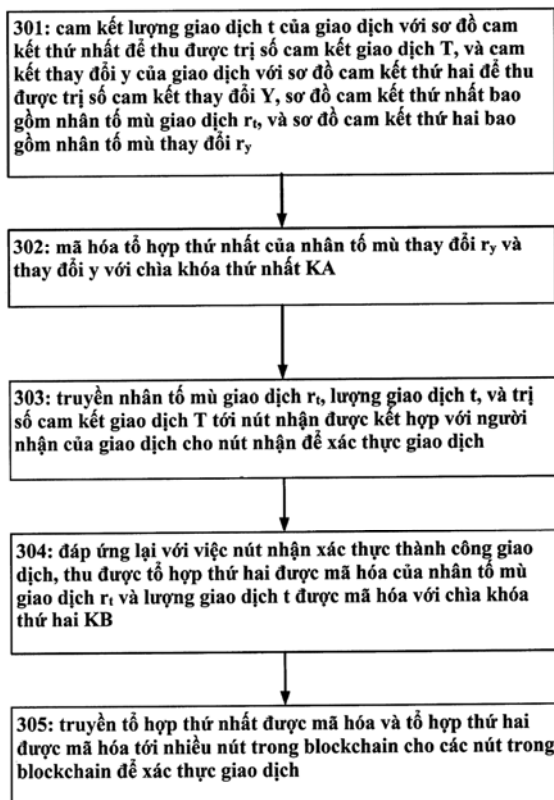 301: cam kết lượng giao dịch t của giao dịch với sơ đồ cam
kết thứ nhất để thu được trị số cam kết giao dịch T, và cam
kết thay đổi y của giao dịch với sơ đồ cam kết thứ hai để thu
được trị số cam kết thay đổi Y, sơ đồ cam kết thứ nhất bao
gồm nhân tố mù giao dịch rₜ, và sơ đồ cam kết thứ hai bao
gồm nhân tố mù thay đổi r_y
302: mã hóa tổ hợp thứ nhất của nhân tố mù thay đổi r_y và
thay đổi y với chìa khóa thứ nhất KA
303: truyền nhân tố mù giao dịch rₜ, lượng giao dịch t, và trị
số cam kết giao dịch T tới nút nhận được kết hợp với người
nhận của giao dịch cho nút nhận để xác thực giao dịch
304: đáp ứng lại với việc nút nhận xác thực thành công giao
dịch, thu được tổ hợp thứ hai được mã hóa của nhân tố mù
giao dịch rₜ và lượng giao dịch t được mã hóa với chìa khóa
thứ hai KB
305: truyền tổ hợp thứ nhất được mã hóa và tổ hợp thứ hai
được mã hóa tới nhiều nút trong blockchain cho các nút trong
blockchain để xác thực giao dịch